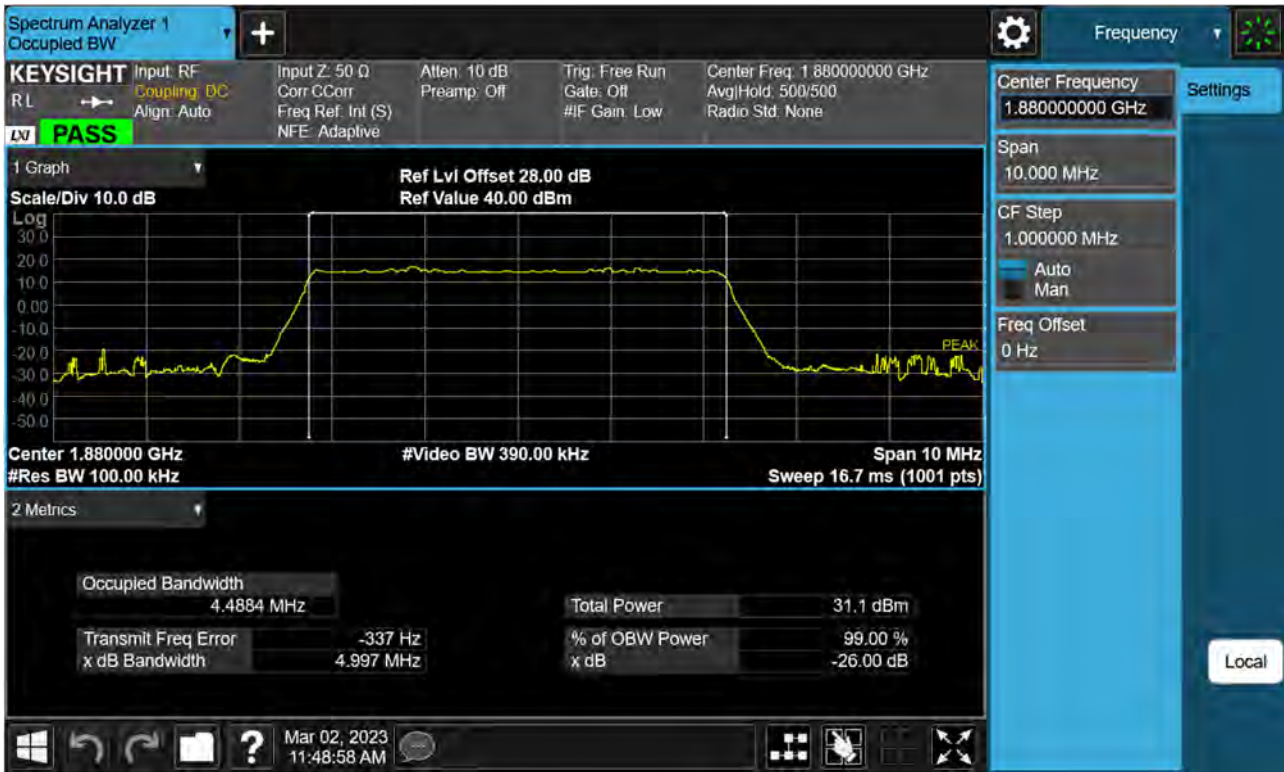 Spectrum Analyzer 1
Occupied BW
Frequency
KEYSIGHT
RL
LXI
PASS
Input: RF
Coupling: DC
Align: Auto
Input Z: 50 Ω
Corr CCorr
Freq Ref: Int (S)
NFE: Adaptive
Atten: 10 dB
Preamp: Off
Trig: Free Run
Gate: Off
#IF Gain: Low
Center Freq: 1.880000000 GHz
Avg|Hold: 500/500
Radio Std: None
Center Frequency
1.880000000 GHz
Settings
Span
10.000 MHz
CF Step
1.000000 MHz
Auto
Man
Freq Offset
0 Hz
Local
1 Graph
Scale/Div 10.0 dB
Ref Lvl Offset 28.00 dB
Ref Value 40.00 dBm
Log
30.0
20.0
10.0
0.00
-10.0
-20.0
-30.0
-40.0
-50.0
PEAK
Center 1.880000 GHz
#Video BW 390.00 kHz
Span 10 MHz
#Res BW 100.00 kHz
Sweep 16.7 ms (1001 pts)
2 Metrics
Occupied Bandwidth
4.4884 MHz
Total Power 31.1 dBm
Transmit Freq Error -337 Hz
% of OBW Power 99.00 %
x dB Bandwidth 4.997 MHz
x dB -26.00 dB
?
Mar 02, 2023
11:48:58 AM